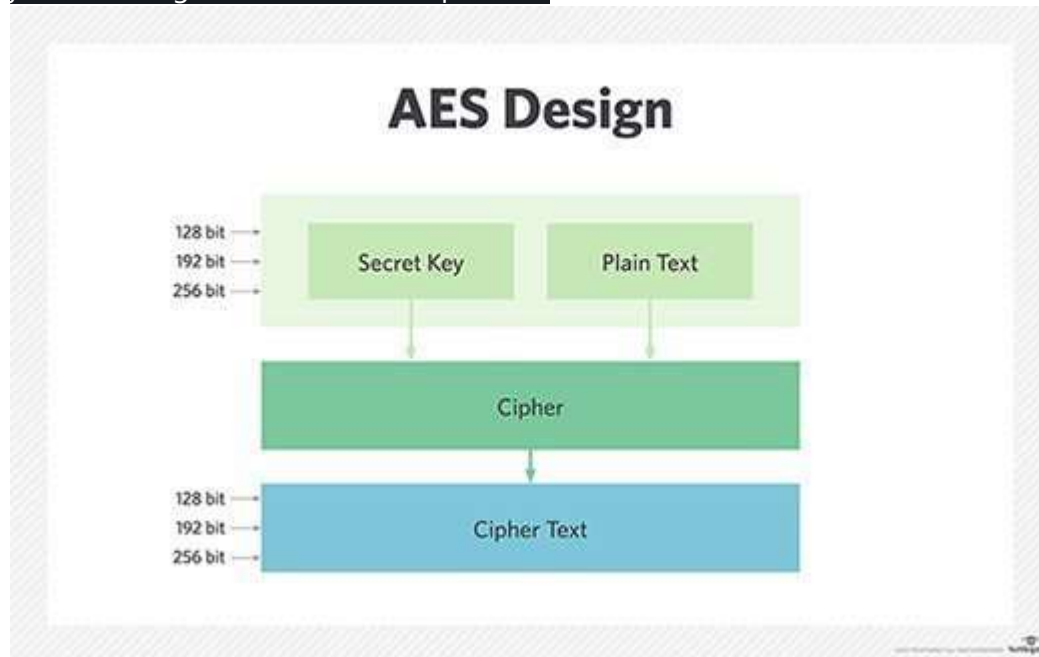 AES Design
128 bit
192 bit
256 bit
Secret Key
Plain Text
Cipher
128 bit
192 bit
256 bit
Cipher Text